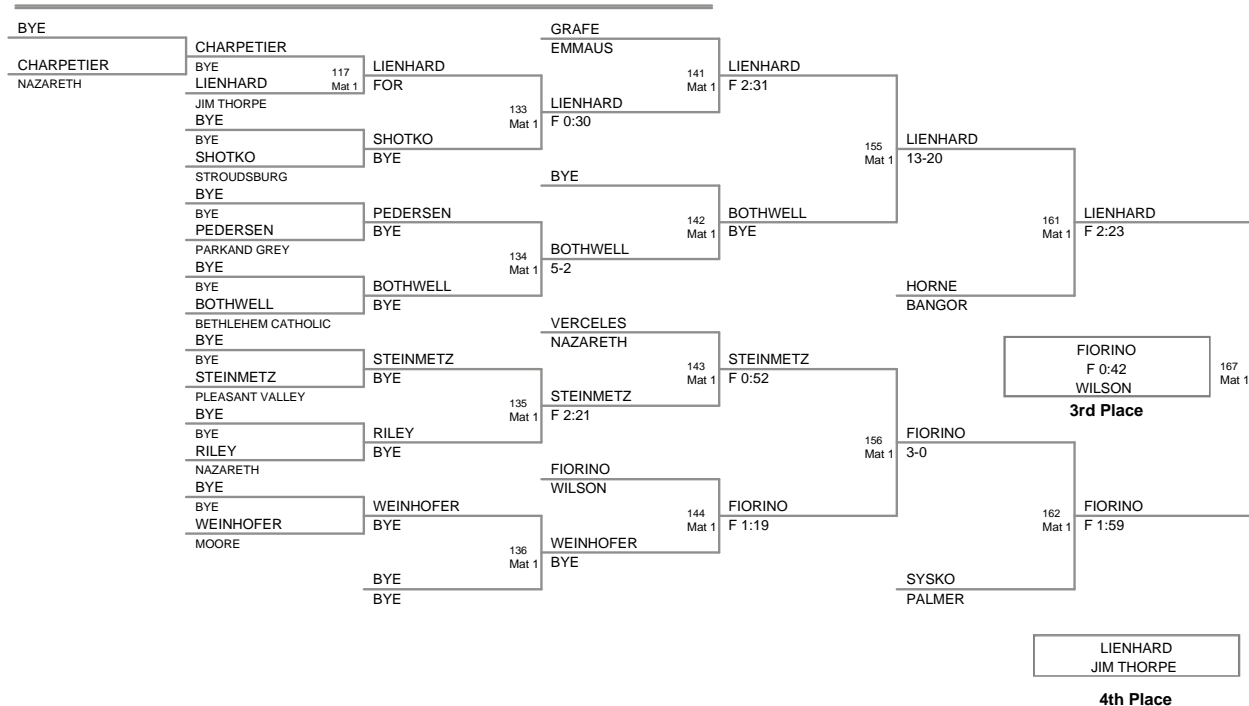 BYE
CHARPETIER
NAZARETH
CHARPETIER
BYE
LIENHARD
JIM THORPE
BYE
BYE
SHOTKO
STROUDSBURG
BYE
BYE
PEDERSEN
PARKAND GREY
BYE
BYE
BOTHWELL
BETHLEHEM CATHOLIC
BYE
BYE
STEINMETZ
PLEASANT VALLEY
BYE
BYE
RILEY
NAZARETH
BYE
BYE
WEINHOFER
MOORE
117
Mat 1
LIENHARD
FOR
SHOTKO
BYE
PEDERSEN
BYE
BOTHWELL
BYE
STEINMETZ
BYE
RILEY
BYE
WEINHOFER
BYE
BYE
BYE
133
Mat 1
134
Mat 1
135
Mat 1
136
Mat 1
GRAFE
EMMAUS
LIENHARD
F 0:30
BYE
BOTHWELL
5-2
VERCELES
NAZARETH
STEINMETZ
F 2:21
FIORINO
WILSON
WEINHOFER
BYE
141
Mat 1
142
Mat 1
143
Mat 1
144
Mat 1
LIENHARD
F 2:31
BOTHWELL
BYE
STEINMETZ
F 0:52
FIORINO
F 1:19
155
Mat 1
156
Mat 1
LIENHARD
13-20
HORNE
BANGOR
FIORINO
3-0
SYSKO
PALMER
161
Mat 1
162
Mat 1
LIENHARD
F 2:23
FIORINO
F 1:59
FIORINO
F 0:42
WILSON
167
Mat 1
3rd Place
LIENHARD
JIM THORPE
4th Place